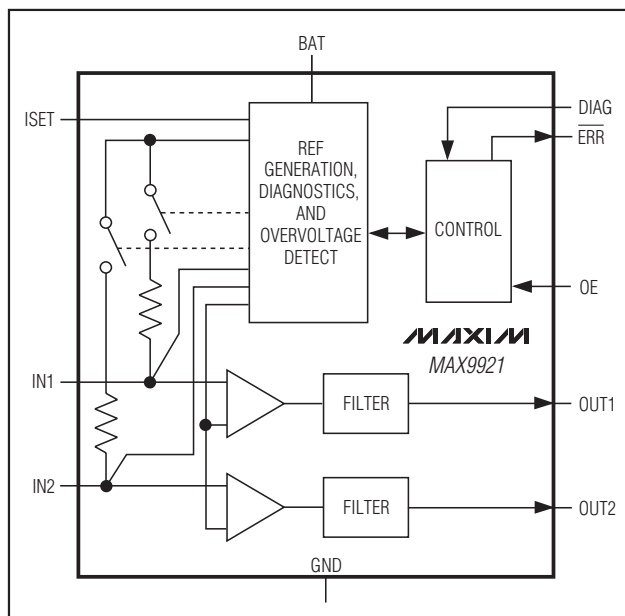 BAT
ISET
REF
GENERATION,
DIAGNOSTICS,
AND
OVERVOLTAGE
DETECT
CONTROL
DIAG
ERR
OE
MAXIM
MAX9921
IN1
FILTER
OUT1
IN2
FILTER
OUT2
GND